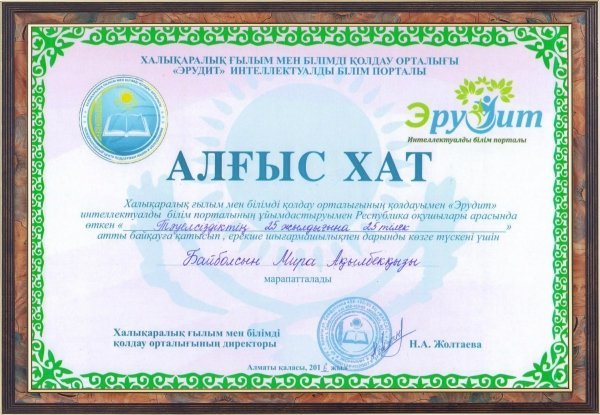 ХАЛЫҚАРАЛЫҚ ҒЫЛЫМ МЕН БІЛІМДІ ҚОЛДАУ ОРТАЛЫҒЫ
«ЭРУДИТ» ИНТЕЛЛЕКТУАЛДЫ БІЛІМ ПОРТАЛЫ
Эрудит
Интеллектуалды білім порталы
АЛҒЫС ХАТ
Халықаралық ғылым мен білімді қолдау орталығының қолдауымен «Эрудит»
интеллектуалды білім порталының ұйымдастыруымен Республика оқушылары арасында
өткен « Тәуелсіздіктің 25 жылдығына 25 тілек »
атты байқауға қатысып , ерекше шығармашылықпен дарынды көзге түскені үшін
Байболсын Мира Ақылбекқызы
марапатталады
Халықаралық ғылым мен білімді
қолдау орталығының директоры
Н.А. Жолтаева
Алматы қаласы, 201 жыл